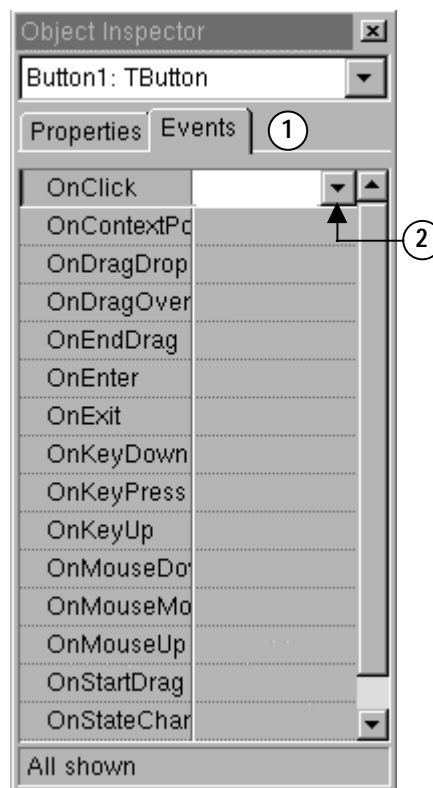 Object Inspector
Button1: TButton
Properties Events 1
OnClick
2
OnContextPo
OnDragDrop
OnDragOver
OnEndDrag
OnEnter
OnExit
OnKeyDown
OnKeyPress
OnKeyUp
OnMouseDo
OnMouseMo
OnMouseUp
OnStartDrag
OnStateChar
All shown